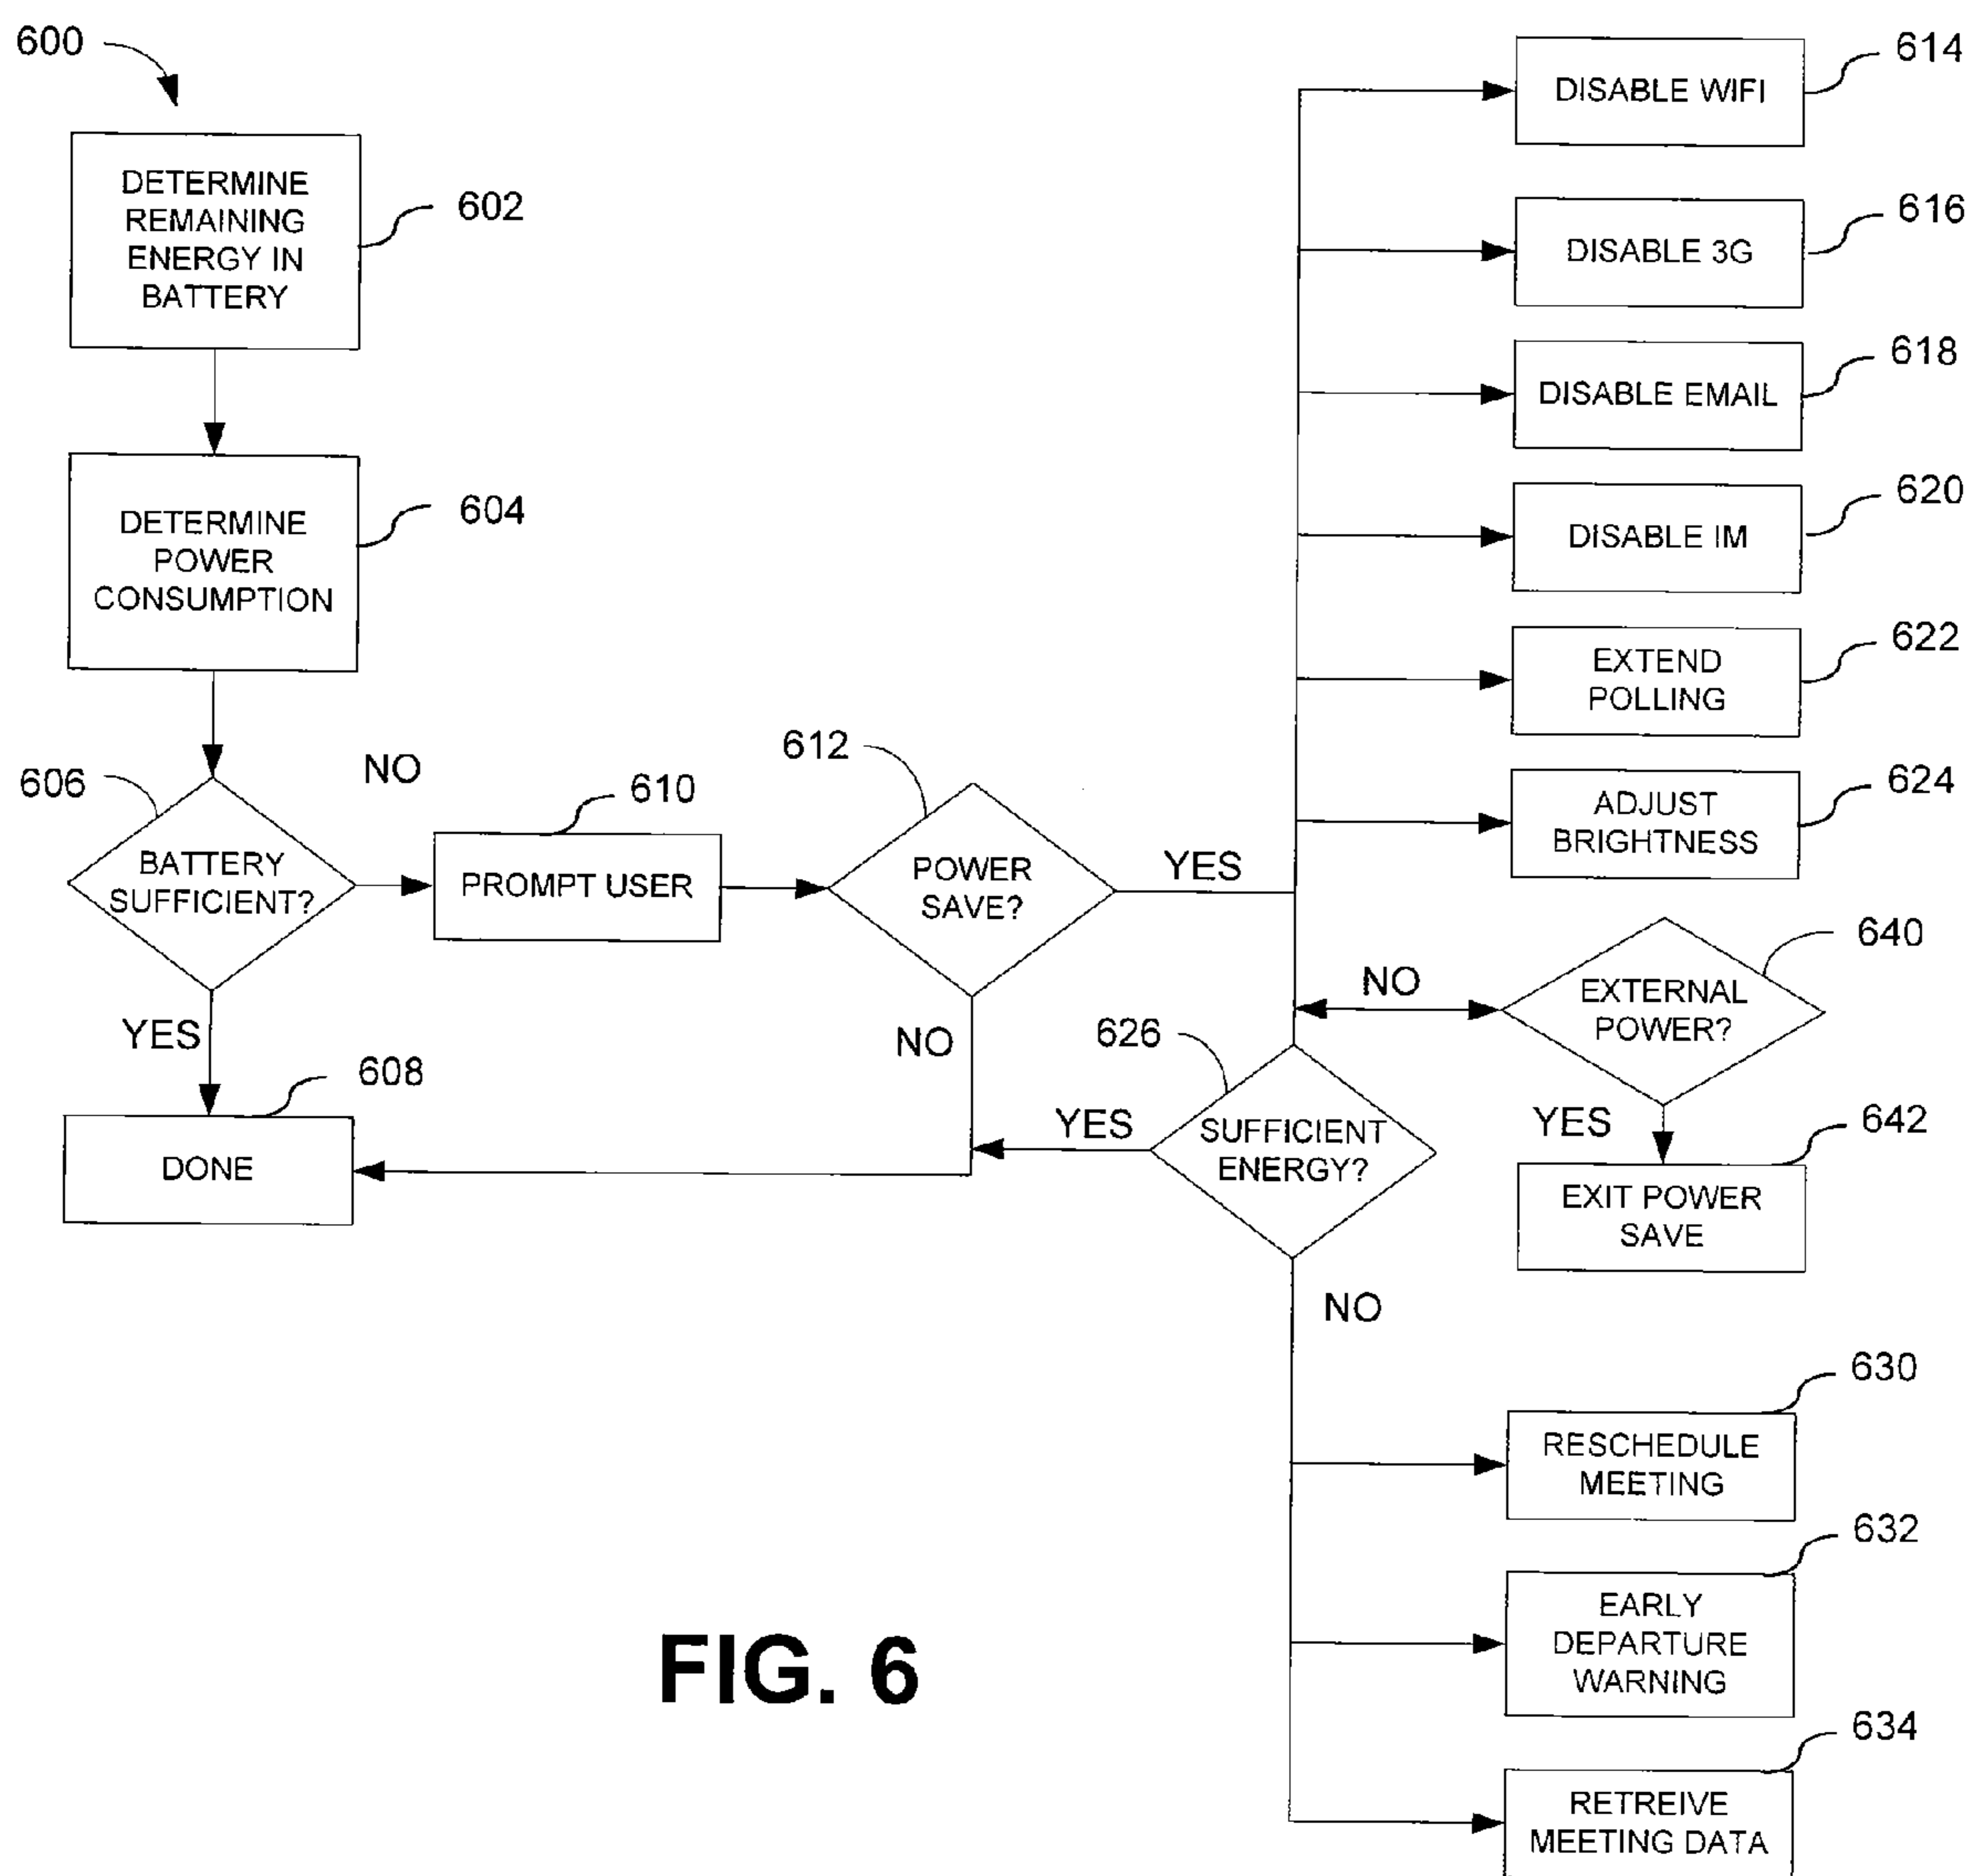 600
DETERMINE
REMAINING
ENERGY IN
BATTERY
602
DETERMINE
POWER
CONSUMPTION
604
606
BATTERY
SUFFICIENT?
NO
YES
608
DONE
610
PROMPT USER
612
POWER
SAVE?
YES
NO
614
DISABLE WIFI
616
DISABLE 3G
618
DISABLE EMAIL
620
DISABLE IM
622
EXTEND
POLLING
624
ADJUST
BRIGHTNESS
640
EXTERNAL
POWER?
NO
YES
642
EXIT POWER
SAVE
626
SUFFICIENT
ENERGY?
YES
NO
630
RESCHEDULE
MEETING
632
EARLY
DEPARTURE
WARNING
634
RETREIVE
MEETING DATA
FIG. 6